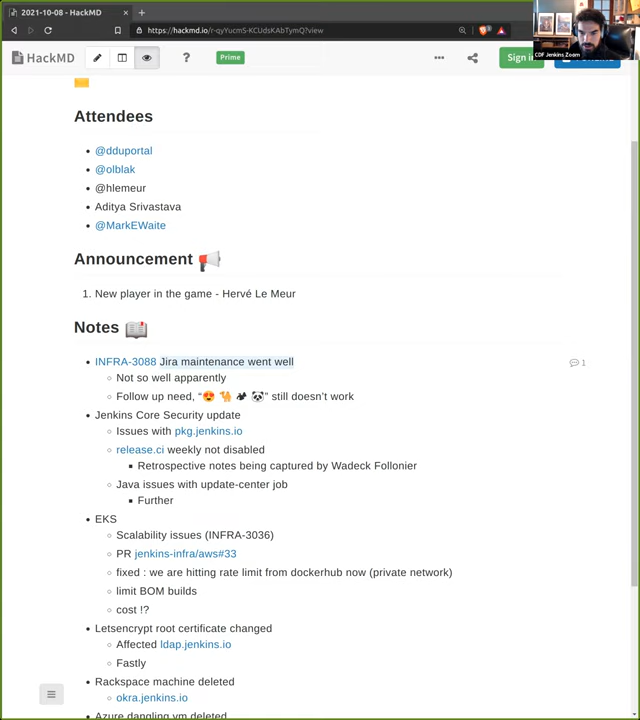 2021-10-08 - HackMD
https://hackmd.io/r-qyYucmS-KCUdsKAbTymQ?view
CDF Jenkins Zoom
HackMD
Prime
Sign in
Attendees
@dduportal
@olblak
@hlemeur
Aditya Srivastava
@MarkEWaite
Announcement 📣
1. New player in the game - Hervé Le Meur
Notes 📖
INFRA-3088 Jira maintenance went well
1
Not so well apparently
Follow up need, “😍 🐪 🏕 🐼” still doesn’t work
Jenkins Core Security update
Issues with pkg.jenkins.io
release.ci weekly not disabled
Retrospective notes being captured by Wadeck Follonier
Java issues with update-center job
Further
EKS
Scalability issues (INFRA-3036)
PR jenkins-infra/aws#33
fixed : we are hitting rate limit from dockerhub now (private network)
limit BOM builds
cost !?
Letsencrypt root certificate changed
Affected ldap.jenkins.io
Fastly
Rackspace machine deleted
okra.jenkins.io
Azure dangling vm deleted